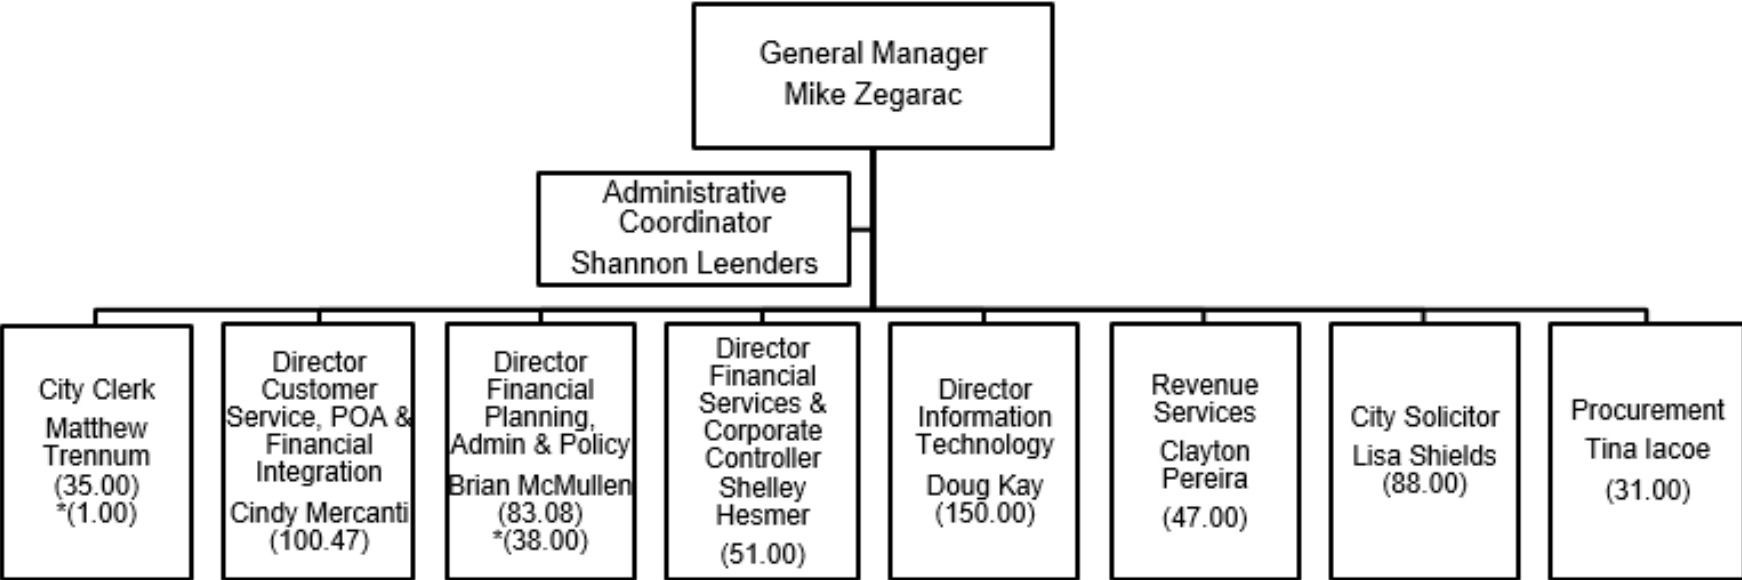 General Manager
Mike Zegarac
Administrative
Coordinator
Shannon Leenders
City Clerk
Matthew
Trennum
(35.00)
*(1.00)
Director
Customer
Service, POA &
Financial
Integration
Cindy Mercanti
(100.47)
Director
Financial
Planning,
Admin & Policy
Brian McMullen
(83.08)
*(38.00)
Director
Financial
Services &
Corporate
Controller
Shelley
Hesmer
(51.00)
Director
Information
Technology
Doug Kay
(150.00)
Revenue
Services
Clayton
Pereira
(47.00)
City Solicitor
Lisa Shields
(88.00)
Procurement
Tina Iacoe
(31.00)